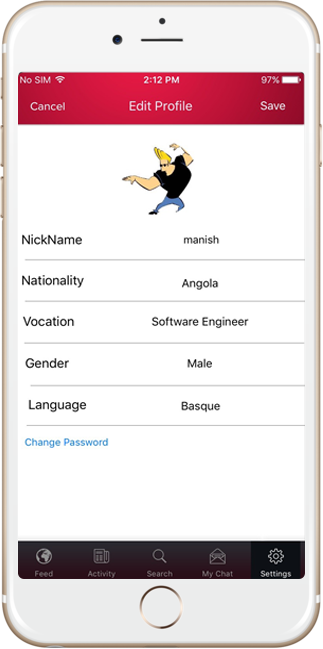 No SIM 2:12 PM 97%
Cancel Edit Profile Save
NickName manish
Nationality Angola
Vocation Software Engineer
Gender Male
Language Basque
Change Password
Feed Activity Search My Chat Settings